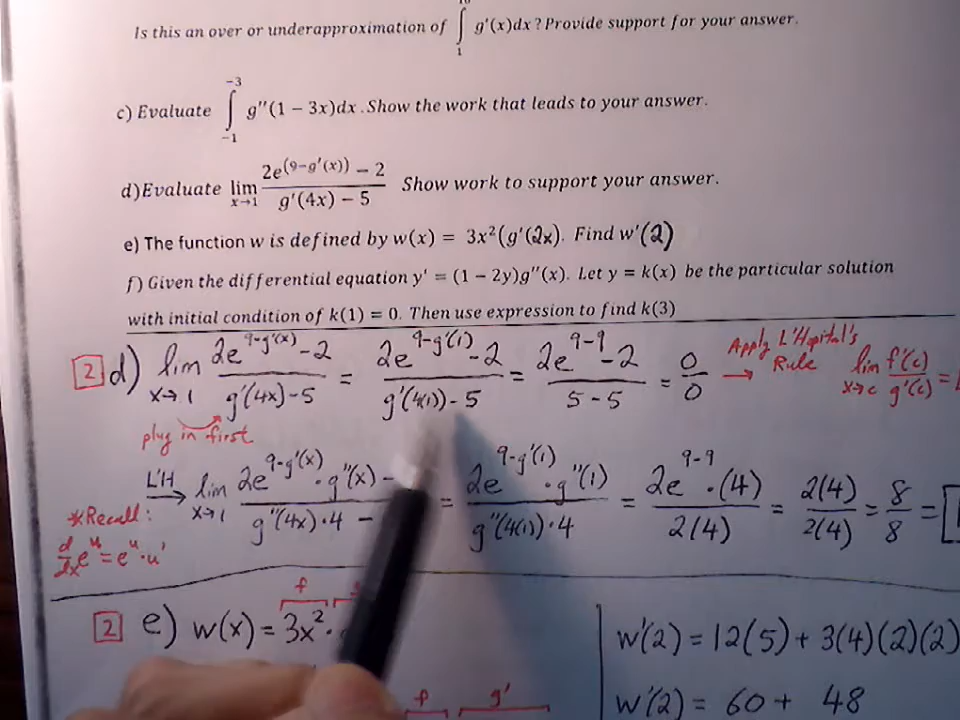 Is this an over or underapproximation of ∫₁¹⁰ g′(x)dx ? Provide support for your answer.
c) Evaluate ∫₋₁⁻³ g″(1 − 3x)dx . Show the work that leads to your answer.
d)Evaluate lim x→1 (2e^(9−g′(x)) − 2)/(g′(4x) − 5) Show work to support your answer.
e) The function w is defined by w(x) = 3x²(g′(2x). Find w′(2)
f) Given the differential equation y′ = (1 − 2y)g″(x). Let y = k(x) be the particular solution
with initial condition of k(1) = 0. Then use expression to find k(3)
2 d) lim x→1 (2e^(9-g′(x)) -2)/(g′(4x)-5) = (2e^(9-g′(1)) -2)/(g′(4(1))-5) = (2e^(9-9) -2)/(5-5) = 0/0 → Apply L'Hopital's Rule lim x→c f′(c)/g′(c) =
plug in first
L'H → lim x→1 (2e^(9-g′(x)) · g″(x) -)/(g″(4x)·4 -) = (2e^(9-g′(1)) · g″(1))/(g″(4(1))·4) = (2e^(9-9) · (4))/(2(4)) = 2(4)/2(4) = 8/8 =
*Recall:
d/dx e^u = e^u · u′
f
2 e) w(x) = 3x² ·
w′(2) = 12(5) + 3(4)(2)(2)
f g′
w′(2) = 60 + 48